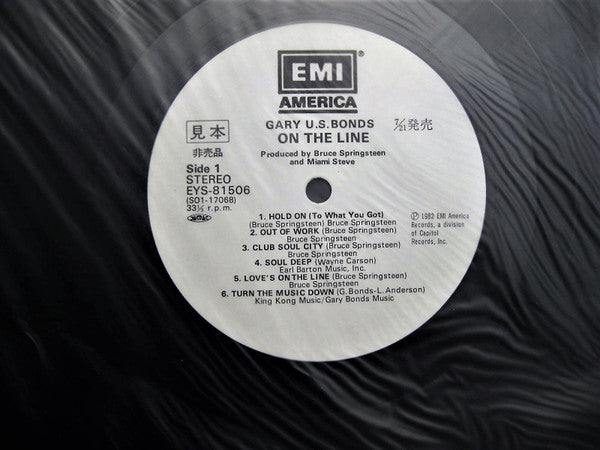 EMI®
AMERICA
GARY U.S.BONDS
ON THE LINE
Produced by Bruce Springsteen
and Miami Steve
7/21発売
見本
非売品
Side 1
STEREO
EYS-81506
(SO1-17068)
33⅓ r.p.m.
1. HOLD ON (To What You Got)
(Bruce Springsteen) Bruce Springsteen
2. OUT OF WORK (Bruce Springsteen)
Bruce Springsteen
3. CLUB SOUL CITY (Bruce Springsteen)
Bruce Springsteen
4. SOUL DEEP (Wayne Carson)
Earl Barton Music, Inc.
5. LOVE'S ON THE LINE (Bruce Springsteen)
Bruce Springsteen
6. TURN THE MUSIC DOWN (G.Bonds-L.Anderson)
King Kong Music/Gary Bonds Music
℗ 1982 EMI America
Records, a division
of Capitol
Records, Inc.